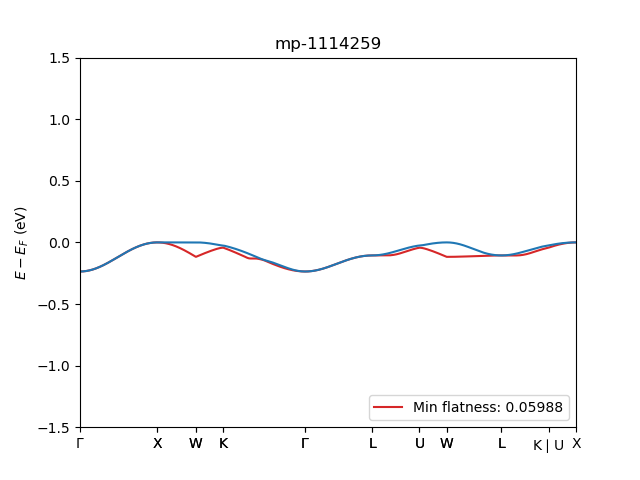 mp-1114259
E − E_F (eV)
1.5
1.0
0.5
0.0
−0.5
−1.0
−1.5
Min flatness: 0.05988
Γ X W K Γ L U W L K | U X